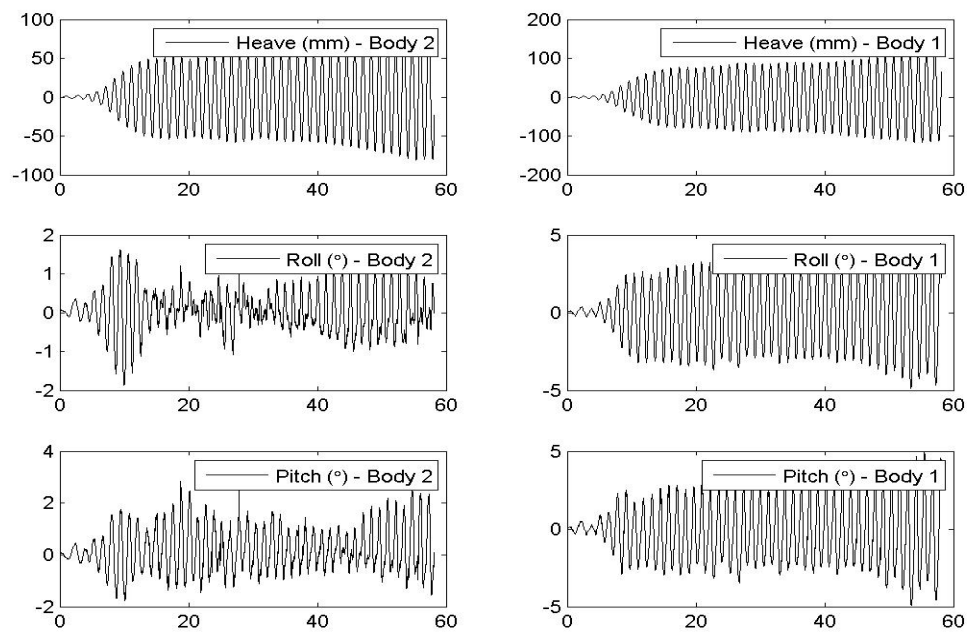 100
50
0
-50
-100
0 20 40 60
Heave (mm) - Body 2
200
100
0
-100
-200
0 20 40 60
Heave (mm) - Body 1
2
1
0
-1
-2
0 20 40 60
Roll (°) - Body 2
5
0
-5
0 20 40 60
Roll (°) - Body 1
4
2
0
-2
0 20 40 60
Pitch (°) - Body 2
5
0
-5
0 20 40 60
Pitch (°) - Body 1